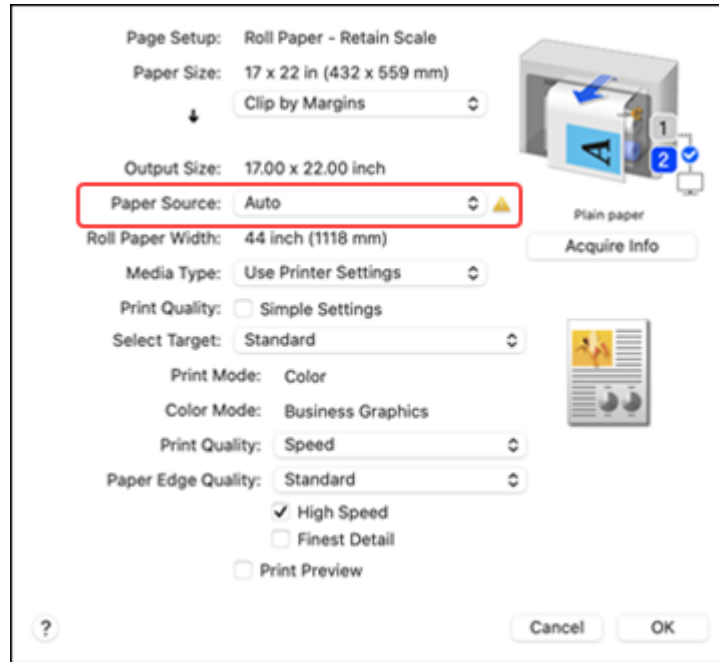 Page Setup: Roll Paper - Retain Scale
Paper Size: 17 x 22 in (432 x 559 mm)
Clip by Margins
Output Size: 17.00 x 22.00 inch
Paper Source: Auto
Roll Paper Width: 44 inch (1118 mm)
Media Type: Use Printer Settings
Print Quality: Simple Settings
Select Target: Standard
Print Mode: Color
Color Mode: Business Graphics
Print Quality: Speed
Paper Edge Quality: Standard
High Speed
Finest Detail
Print Preview
A
1
2
Plain paper
Acquire Info
?
Cancel OK